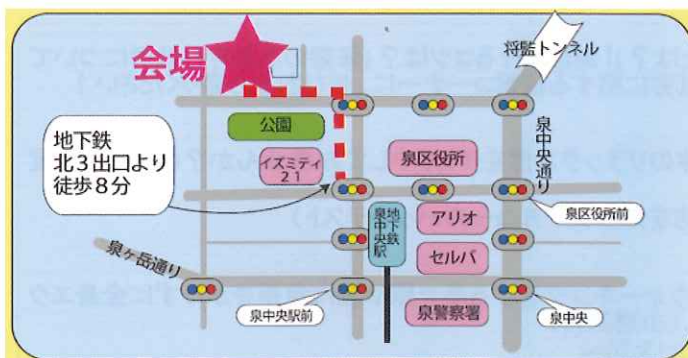 会場
将監トンネル
公園
地下鉄
北3出口より
徒歩8分
イズミティ
21
泉区役所
泉中央通り
泉区役所前
地下鉄
泉中央駅
アリオ
セルバ
泉ヶ岳通り
泉中央駅前
泉警察署
泉中央